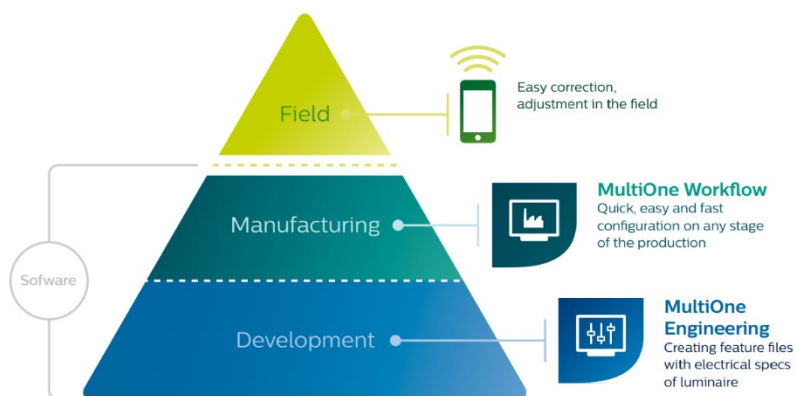 Field
Easy correction,
adjustment in the field
Manufacturing
MultiOne Workflow
Quick, easy and fast
configuration on any stage
of the production
Sofware
Development
MultiOne
Engineering
Creating feature files
with electrical specs
of luminaire